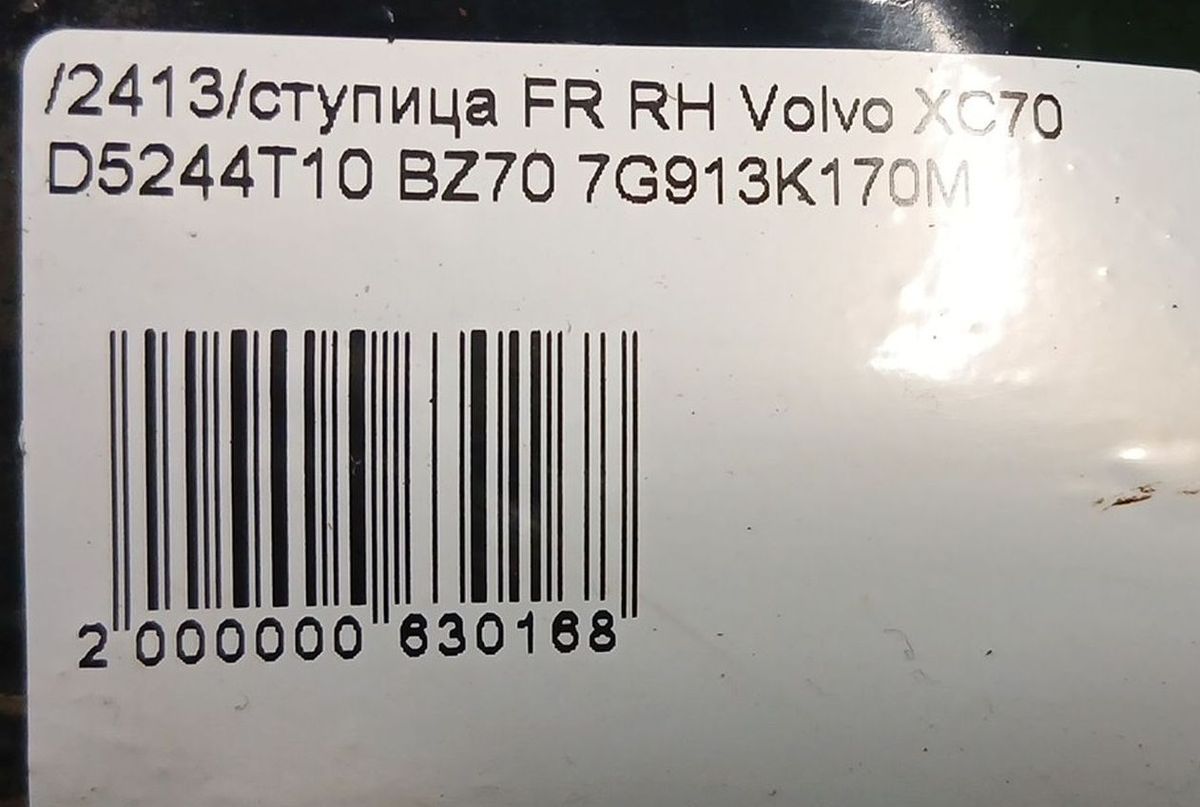 /2413/ступица FR RH Volvo XC70
D5244T10 BZ70 7G913K170M
2 000000 630168